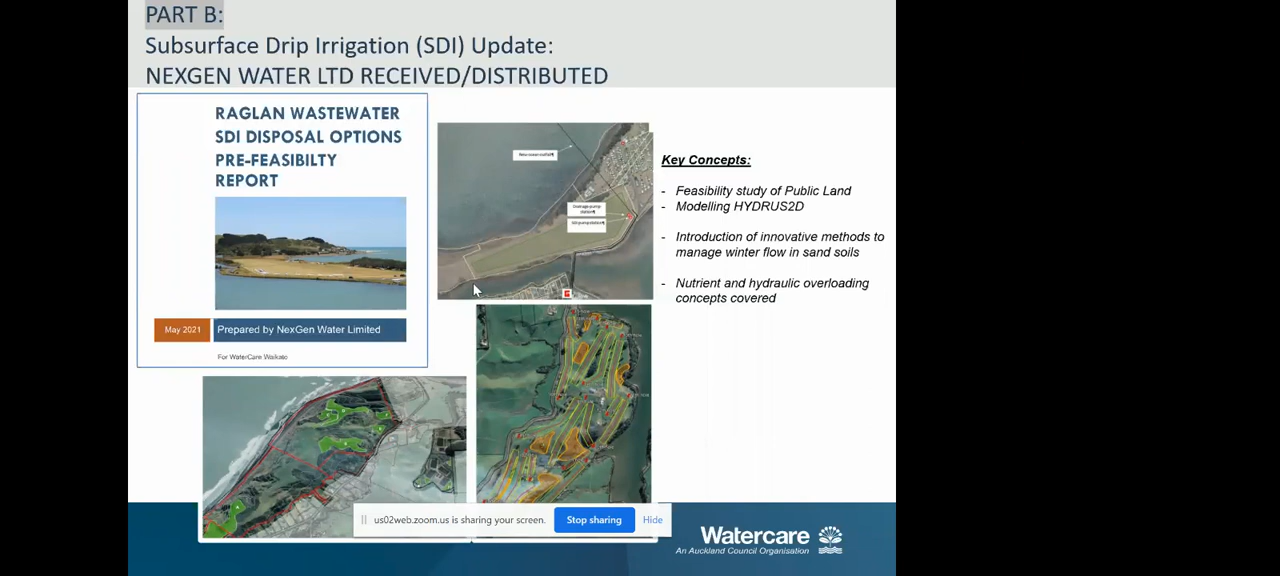 PART B:
Subsurface Drip Irrigation (SDI) Update:
NEXGEN WATER LTD RECEIVED/DISTRIBUTED
RAGLAN WASTEWATER
SDI DISPOSAL OPTIONS
PRE-FEASIBILTY
REPORT
May 2021
Prepared by NexGen Water Limited
For WaterCare Waikato
Key Concepts:
- Feasibility study of Public Land
- Modelling HYDRUS2D
- Introduction of innovative methods to
manage winter flow in sand soils
- Nutrient and hydraulic overloading
concepts covered
us02web.zoom.us is sharing your screen.
Stop sharing
Hide
Watercare
An Auckland Council Organisation